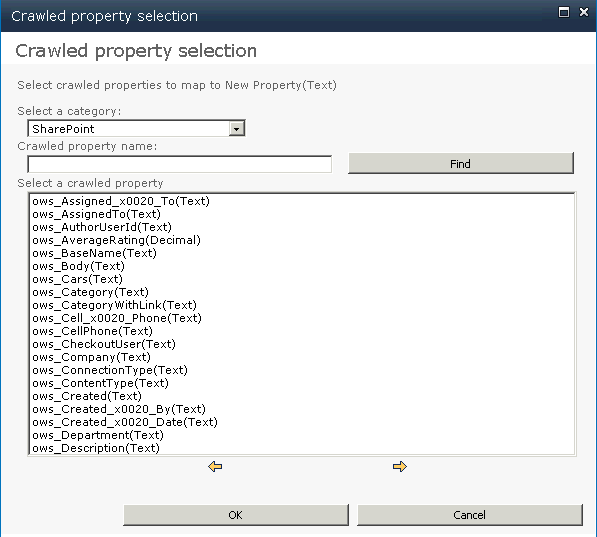 Crawled property selection
Crawled property selection
Select crawled properties to map to New Property(Text)
Select a category:
SharePoint
Crawled property name:
Find
Select a crawled property
ows_Assigned_x0020_To(Text)
ows_AssignedTo(Text)
ows_AuthorUserId(Text)
ows_AverageRating(Decimal)
ows_BaseName(Text)
ows_Body(Text)
ows_Cars(Text)
ows_Category(Text)
ows_CategoryWithLink(Text)
ows_Cell_x0020_Phone(Text)
ows_CellPhone(Text)
ows_CheckoutUser(Text)
ows_Company(Text)
ows_ConnectionType(Text)
ows_ContentType(Text)
ows_Created(Text)
ows_Created_x0020_By(Text)
ows_Created_x0020_Date(Text)
ows_Department(Text)
ows_Description(Text)
OK Cancel